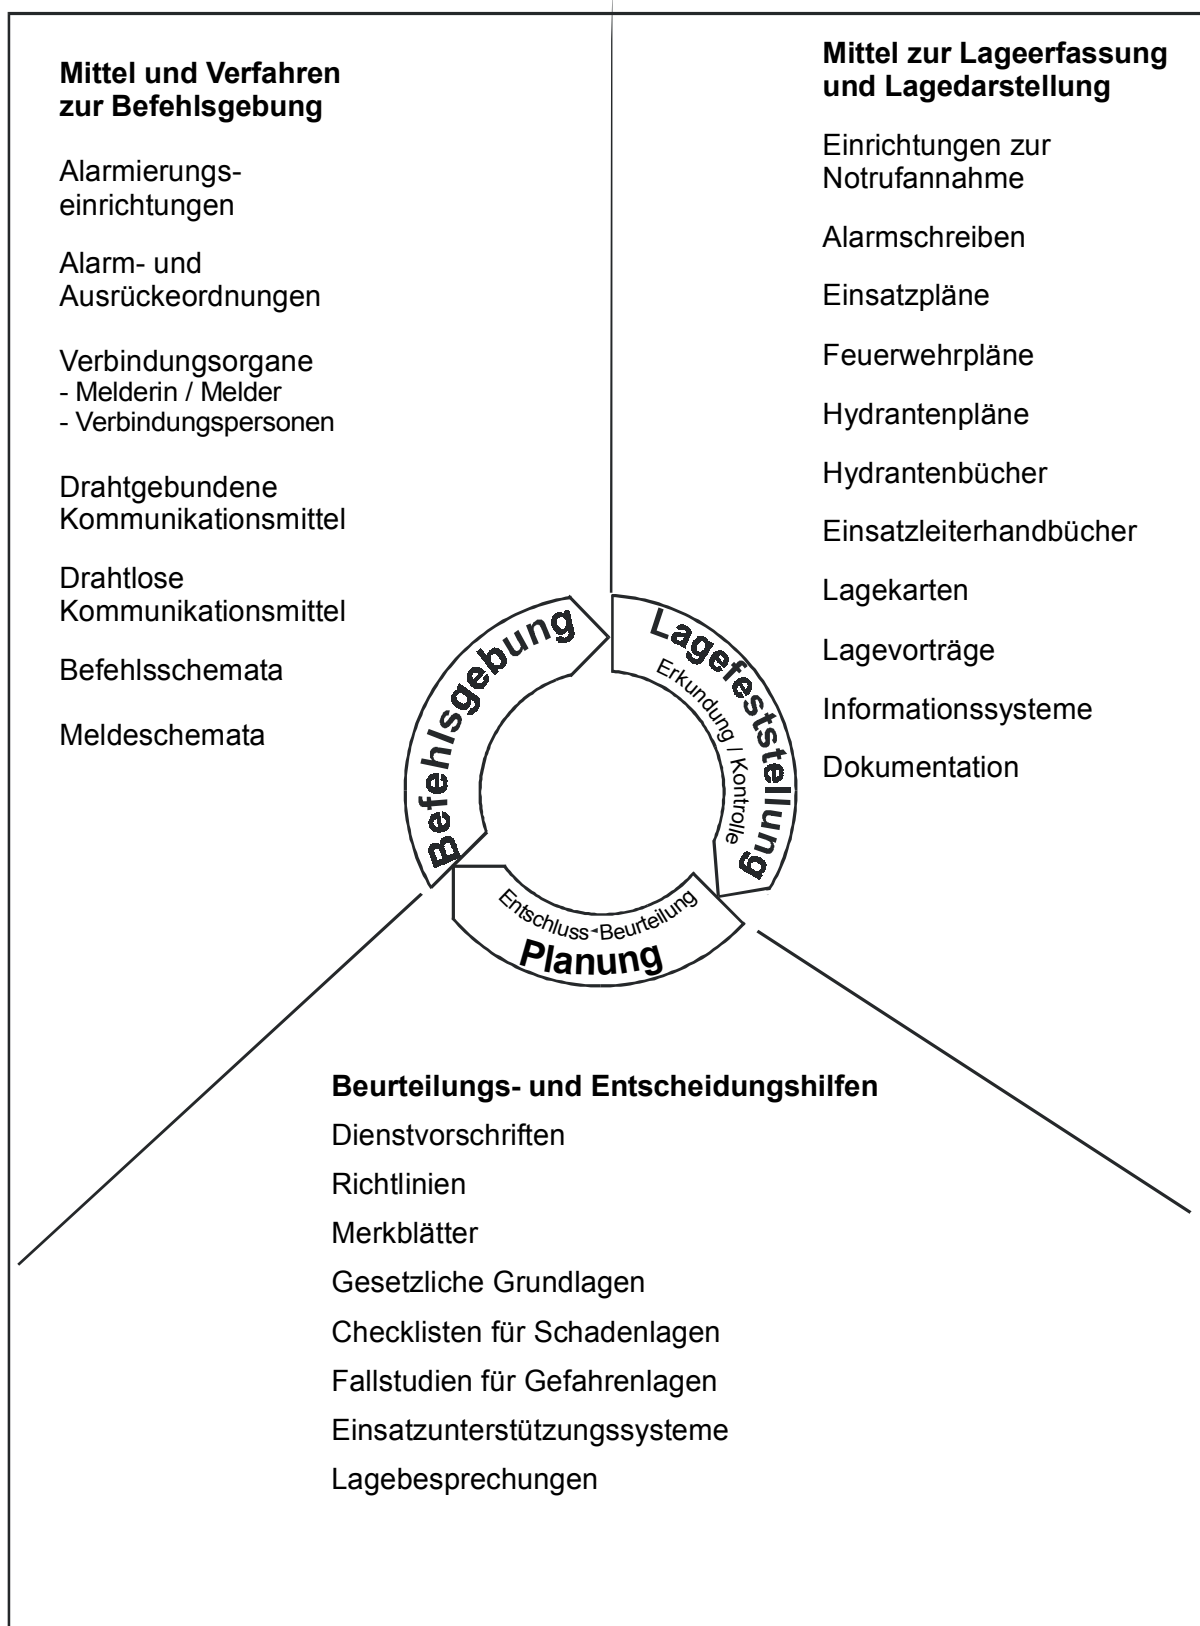 Mittel und Verfahren
zur Befehlsgebung
Alarmierungs-
einrichtungen
Alarm- und
Ausrückeordnungen
Verbindungsorgane
- Melderin / Melder
- Verbindungspersonen
Drahtgebundene
Kommunikationsmittel
Drahtlose
Kommunikationsmittel
Befehlsschemata
Meldeschemata
Mittel zur Lageerfassung
und Lagedarstellung
Einrichtungen zur
Notrufannahme
Alarmschreiben
Einsatzpläne
Feuerwehrpläne
Hydrantenpläne
Hydrantenbücher
Einsatzleiterhandbücher
Lagekarten
Lagevorträge
Informationssysteme
Dokumentation
Befehlsgebung
Lagefeststellung
Erkundung / Kontrolle
Entschluss Beurteilung
Planung
Beurteilungs- und Entscheidungshilfen
Dienstvorschriften
Richtlinien
Merkblätter
Gesetzliche Grundlagen
Checklisten für Schadenlagen
Fallstudien für Gefahrenlagen
Einsatzunterstützungssysteme
Lagebesprechungen